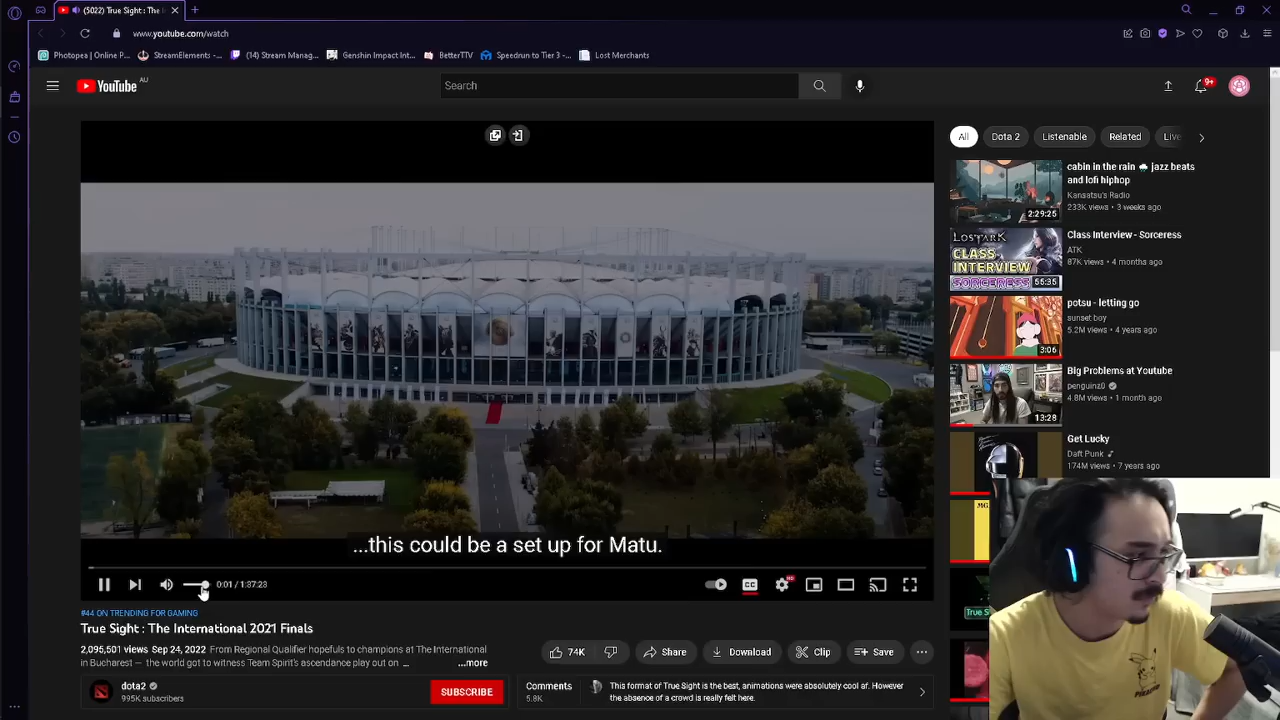 (5022) True Sight : The I
www.youtube.com/watch
Photopea | Online P...
StreamElements -...
(14) Stream Manag...
Genshin Impact Int...
BetterTTV
Speedrun to Tier 3 -...
Lost Merchants
YouTube AU
Search
9+
All
Dota 2
Listenable
Related
Live
cabin in the rain 🌧 jazz beats
and lofi hiphop
Kansatsu's Radio
233K views • 3 weeks ago
2:29:25
LOST ARK
CLASS
INTERVIEW
SORCERESS
55:35
Class Interview - Sorceress
ATK
87K views • 4 months ago
potsu - letting go
sunset boy
5.2M views • 4 years ago
3:06
Big Problems at Youtube
penguinz0
4.8M views • 1 month ago
13:28
Get Lucky
Daft Punk
174M views • 7 years ago
...this could be a set up for Matu.
0:01 / 1:37:23
CC
HD
#44 ON TRENDING FOR GAMING
True Sight : The International 2021 Finals
2,095,501 views Sep 24, 2022 From Regional Qualifier hopefuls to champions at The International
in Bucharest — the world got to witness Team Spirit's ascendance play out on ...
...more
74K
Share
Download
Clip
Save
dota2
995K subscribers
SUBSCRIBE
Comments
5.8K
This format of True Sight is the best, animations were absolutely cool af. However
the absence of a crowd is really felt here.
True S